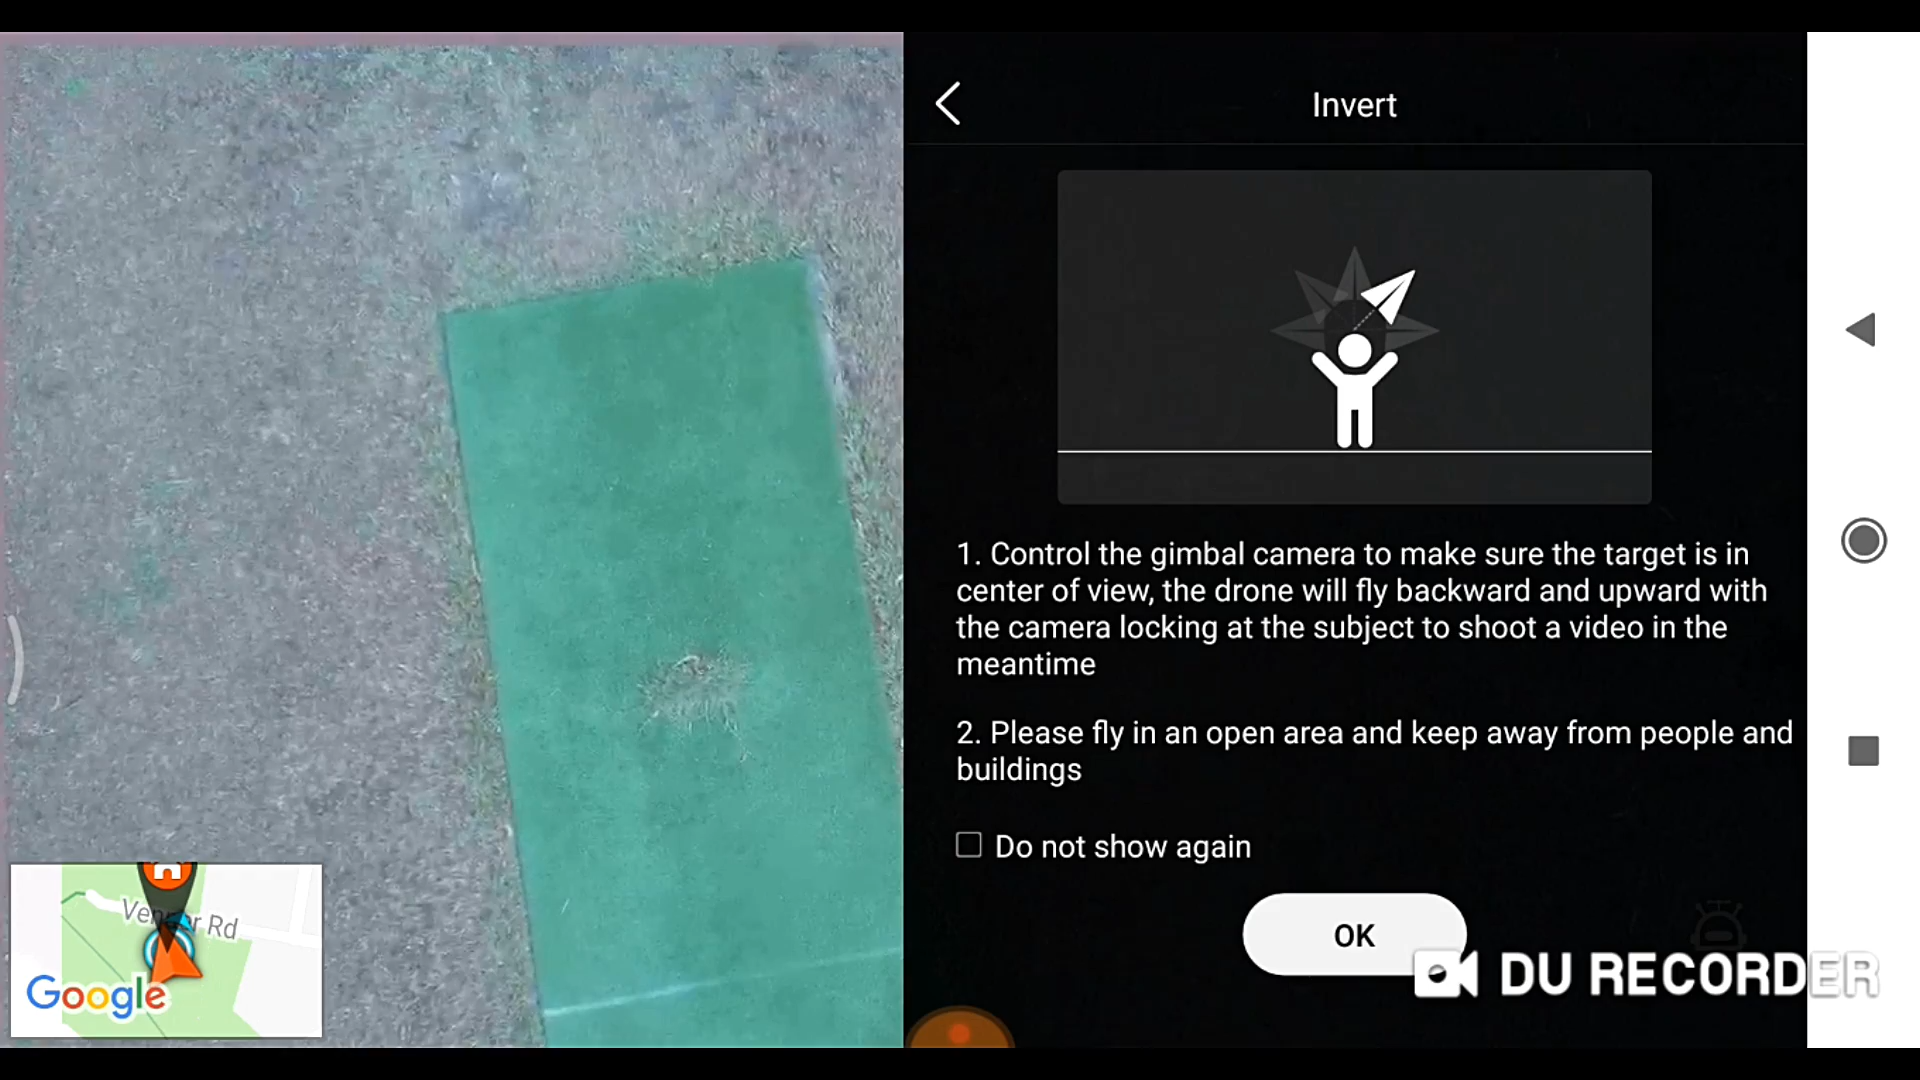 Invert
1. Control the gimbal camera to make sure the target is in
center of view, the drone will fly backward and upward with
the camera locking at the subject to shoot a video in the
meantime
2. Please fly in an open area and keep away from people and
buildings
Do not show again
OK
DU RECORDER
Rd
Google